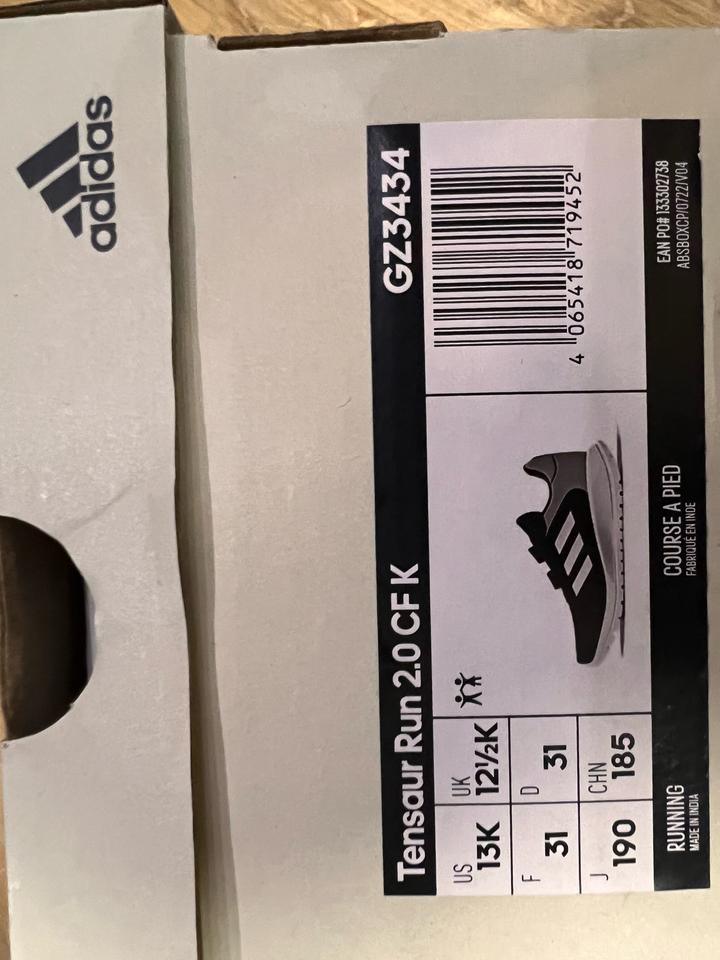 adidas
Tensaur Run 2.0 CF K
GZ3434
US
13K
UK
12½K
F
31
D
31
J
190
CHN
185
4 065418 719452
RUNNING
MADE IN INDIA
COURSE À PIED
FABRIQUÉ EN INDE
EAN PO# 133302738
ABSBOXCP/0722/V04